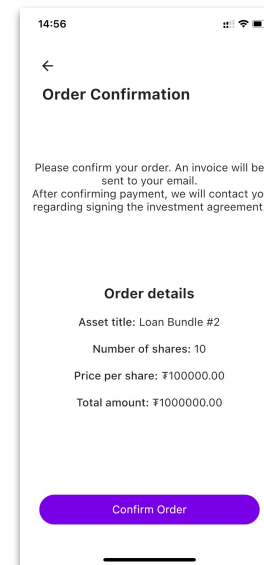 14:56
Order Confirmation
Please confirm your order. An invoice will be
sent to your email.
After confirming payment, we will contact yo
regarding signing the investment agreement.
Order details
Asset title: Loan Bundle #2
Number of shares: 10
Price per share: ₮100000.00
Total amount: ₮1000000.00
Confirm Order